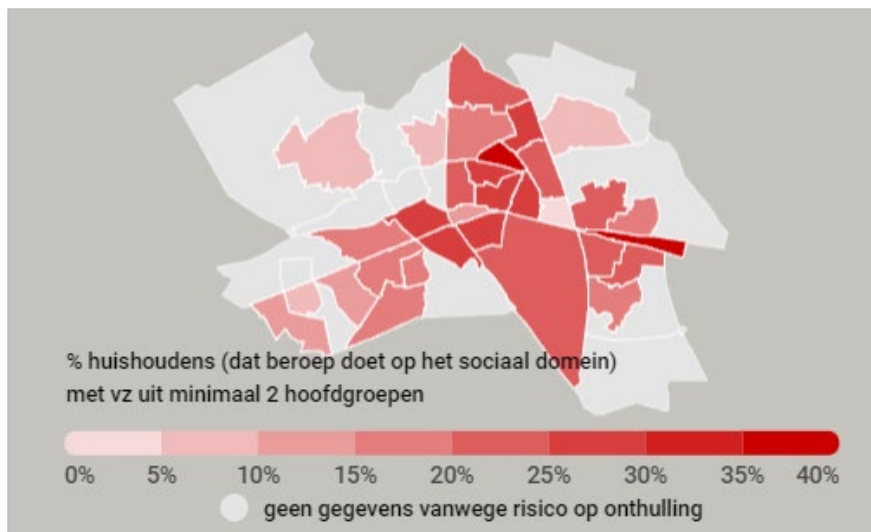 % huishoudens (dat beroep doet op het sociaal domein)
met vz uit minimaal 2 hoofdgroepen
0% 5% 10% 15% 20% 25% 30% 35% 40%
geen gegevens vanwege risico op onthulling